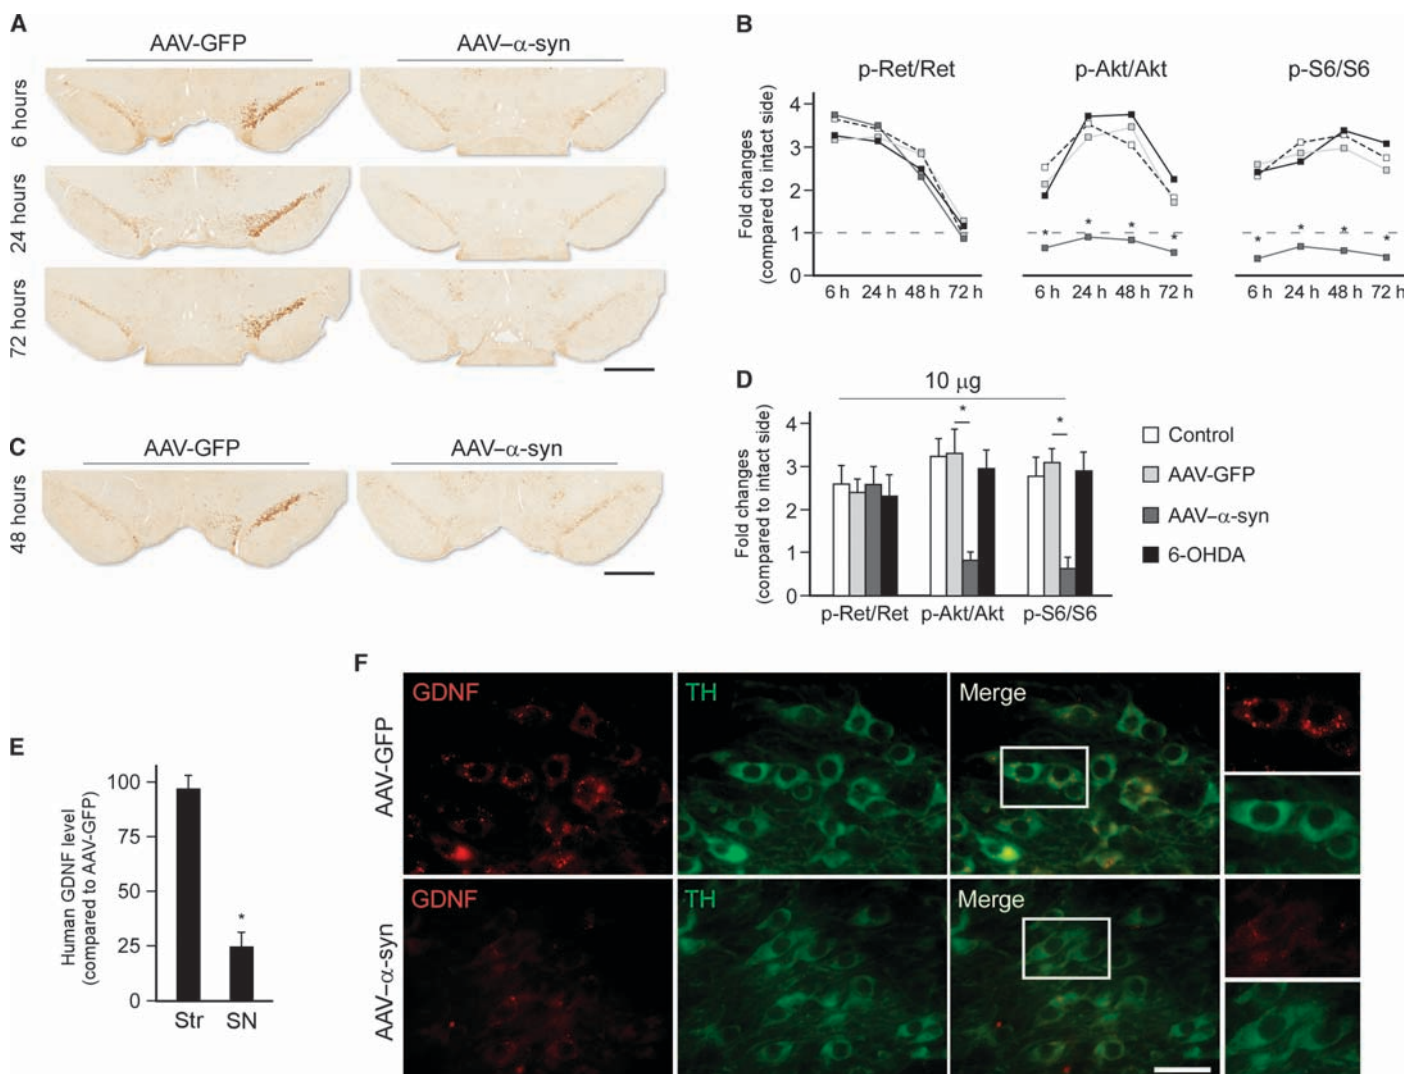 A
AAV-GFP
AAV–α-syn
6 hours
24 hours
72 hours
B
p-Ret/Ret
p-Akt/Akt
p-S6/S6
Fold changes
(compared to intact side)
4
3
2
1
0
* * * *
* * * *
6 h 24 h 48 h 72 h
6 h 24 h 48 h 72 h
6 h 24 h 48 h 72 h
C
AAV-GFP
AAV–α-syn
48 hours
D
10 μg
Fold changes
(compared to intact side)
4
3
2
1
0
*
*
p-Ret/Ret
p-Akt/Akt
p-S6/S6
Control
AAV-GFP
AAV–α-syn
6-OHDA
E
Human GDNF level
(compared to AAV-GFP)
100
75
50
25
0
*
Str
SN
F
AAV-GFP
GDNF
TH
Merge
AAV–α-syn
GDNF
TH
Merge